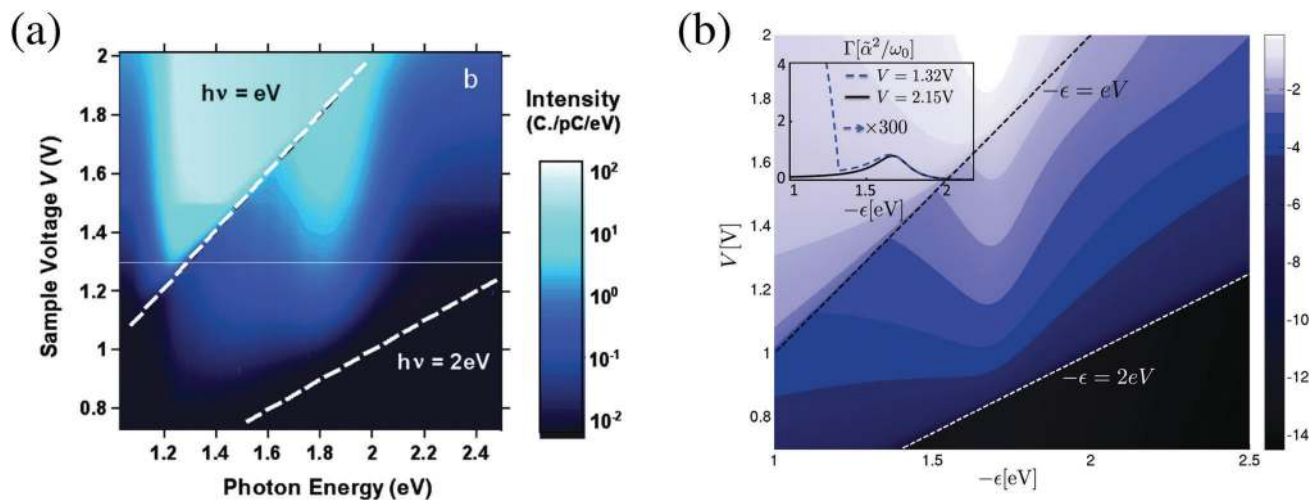 (a)
b
hν = eV
hν = 2eV
Sample Voltage V (V)
2
1.8
1.6
1.4
1.2
1
0.8
1.2
1.4
1.6
1.8
2
2.2
2.4
Photon Energy (eV)
Intensity
(C./pC/eV)
10²
10¹
10⁰
10⁻¹
10⁻²
(b)
V[V]
2
1.8
1.6
1.4
1.2
1
0.8
Γ[α̃²/ω₀]
4
2
0
V = 1.32V
V = 2.15V
×300
1
1.5
2
−ϵ[eV]
−ϵ = eV
−ϵ = 2eV
1
1.5
2
2.5
−ϵ[eV]
-2
-4
-6
-8
-10
-12
-14